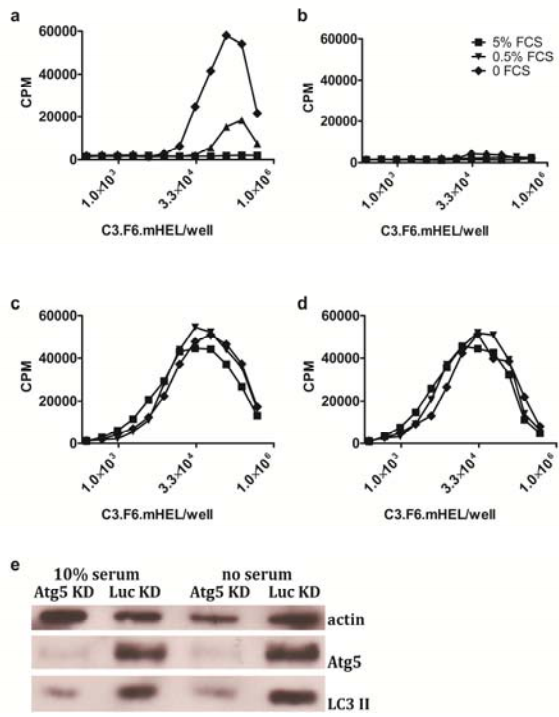 a
60000
40000
20000
0
CPM
1.0×10³
3.3×10⁴
1.0×10⁶
C3.F6.mHEL/well
b
60000
40000
20000
0
CPM
1.0×10³
3.3×10⁴
1.0×10⁶
C3.F6.mHEL/well
5% FCS
0.5% FCS
0 FCS
c
60000
40000
20000
0
CPM
1.0×10³
3.3×10⁴
1.0×10⁶
C3.F6.mHEL/well
d
60000
40000
20000
0
CPM
1.0×10³
3.3×10⁴
1.0×10⁶
C3.F6.mHEL/well
e
10% serum no serum
Atg5 KD Luc KD Atg5 KD Luc KD
actin
Atg5
LC3 II